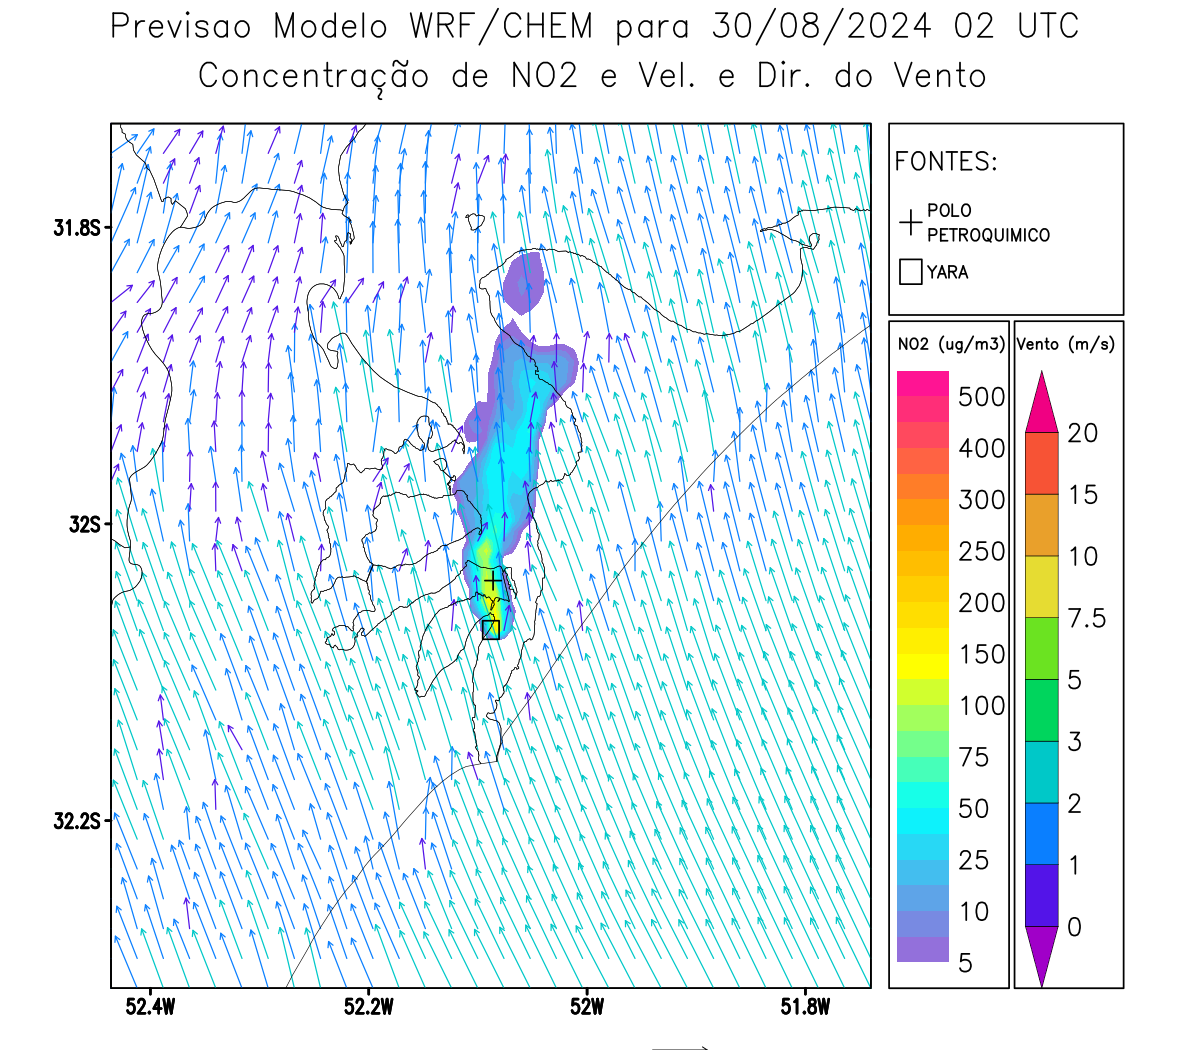 Previsao Modelo WRF/CHEM para 30/08/2024 02 UTC
Concentração de NO2 e Vel. e Dir. do Vento
FONTES:
POLO
PETROQUIMICO
YARA
NO2 (ug/m3)
500
400
300
250
200
150
100
75
50
25
10
5
Vento (m/s)
20
15
10
7.5
5
3
2
1
0
31.8S
32S
32.2S
52.4W
52.2W
52W
51.8W